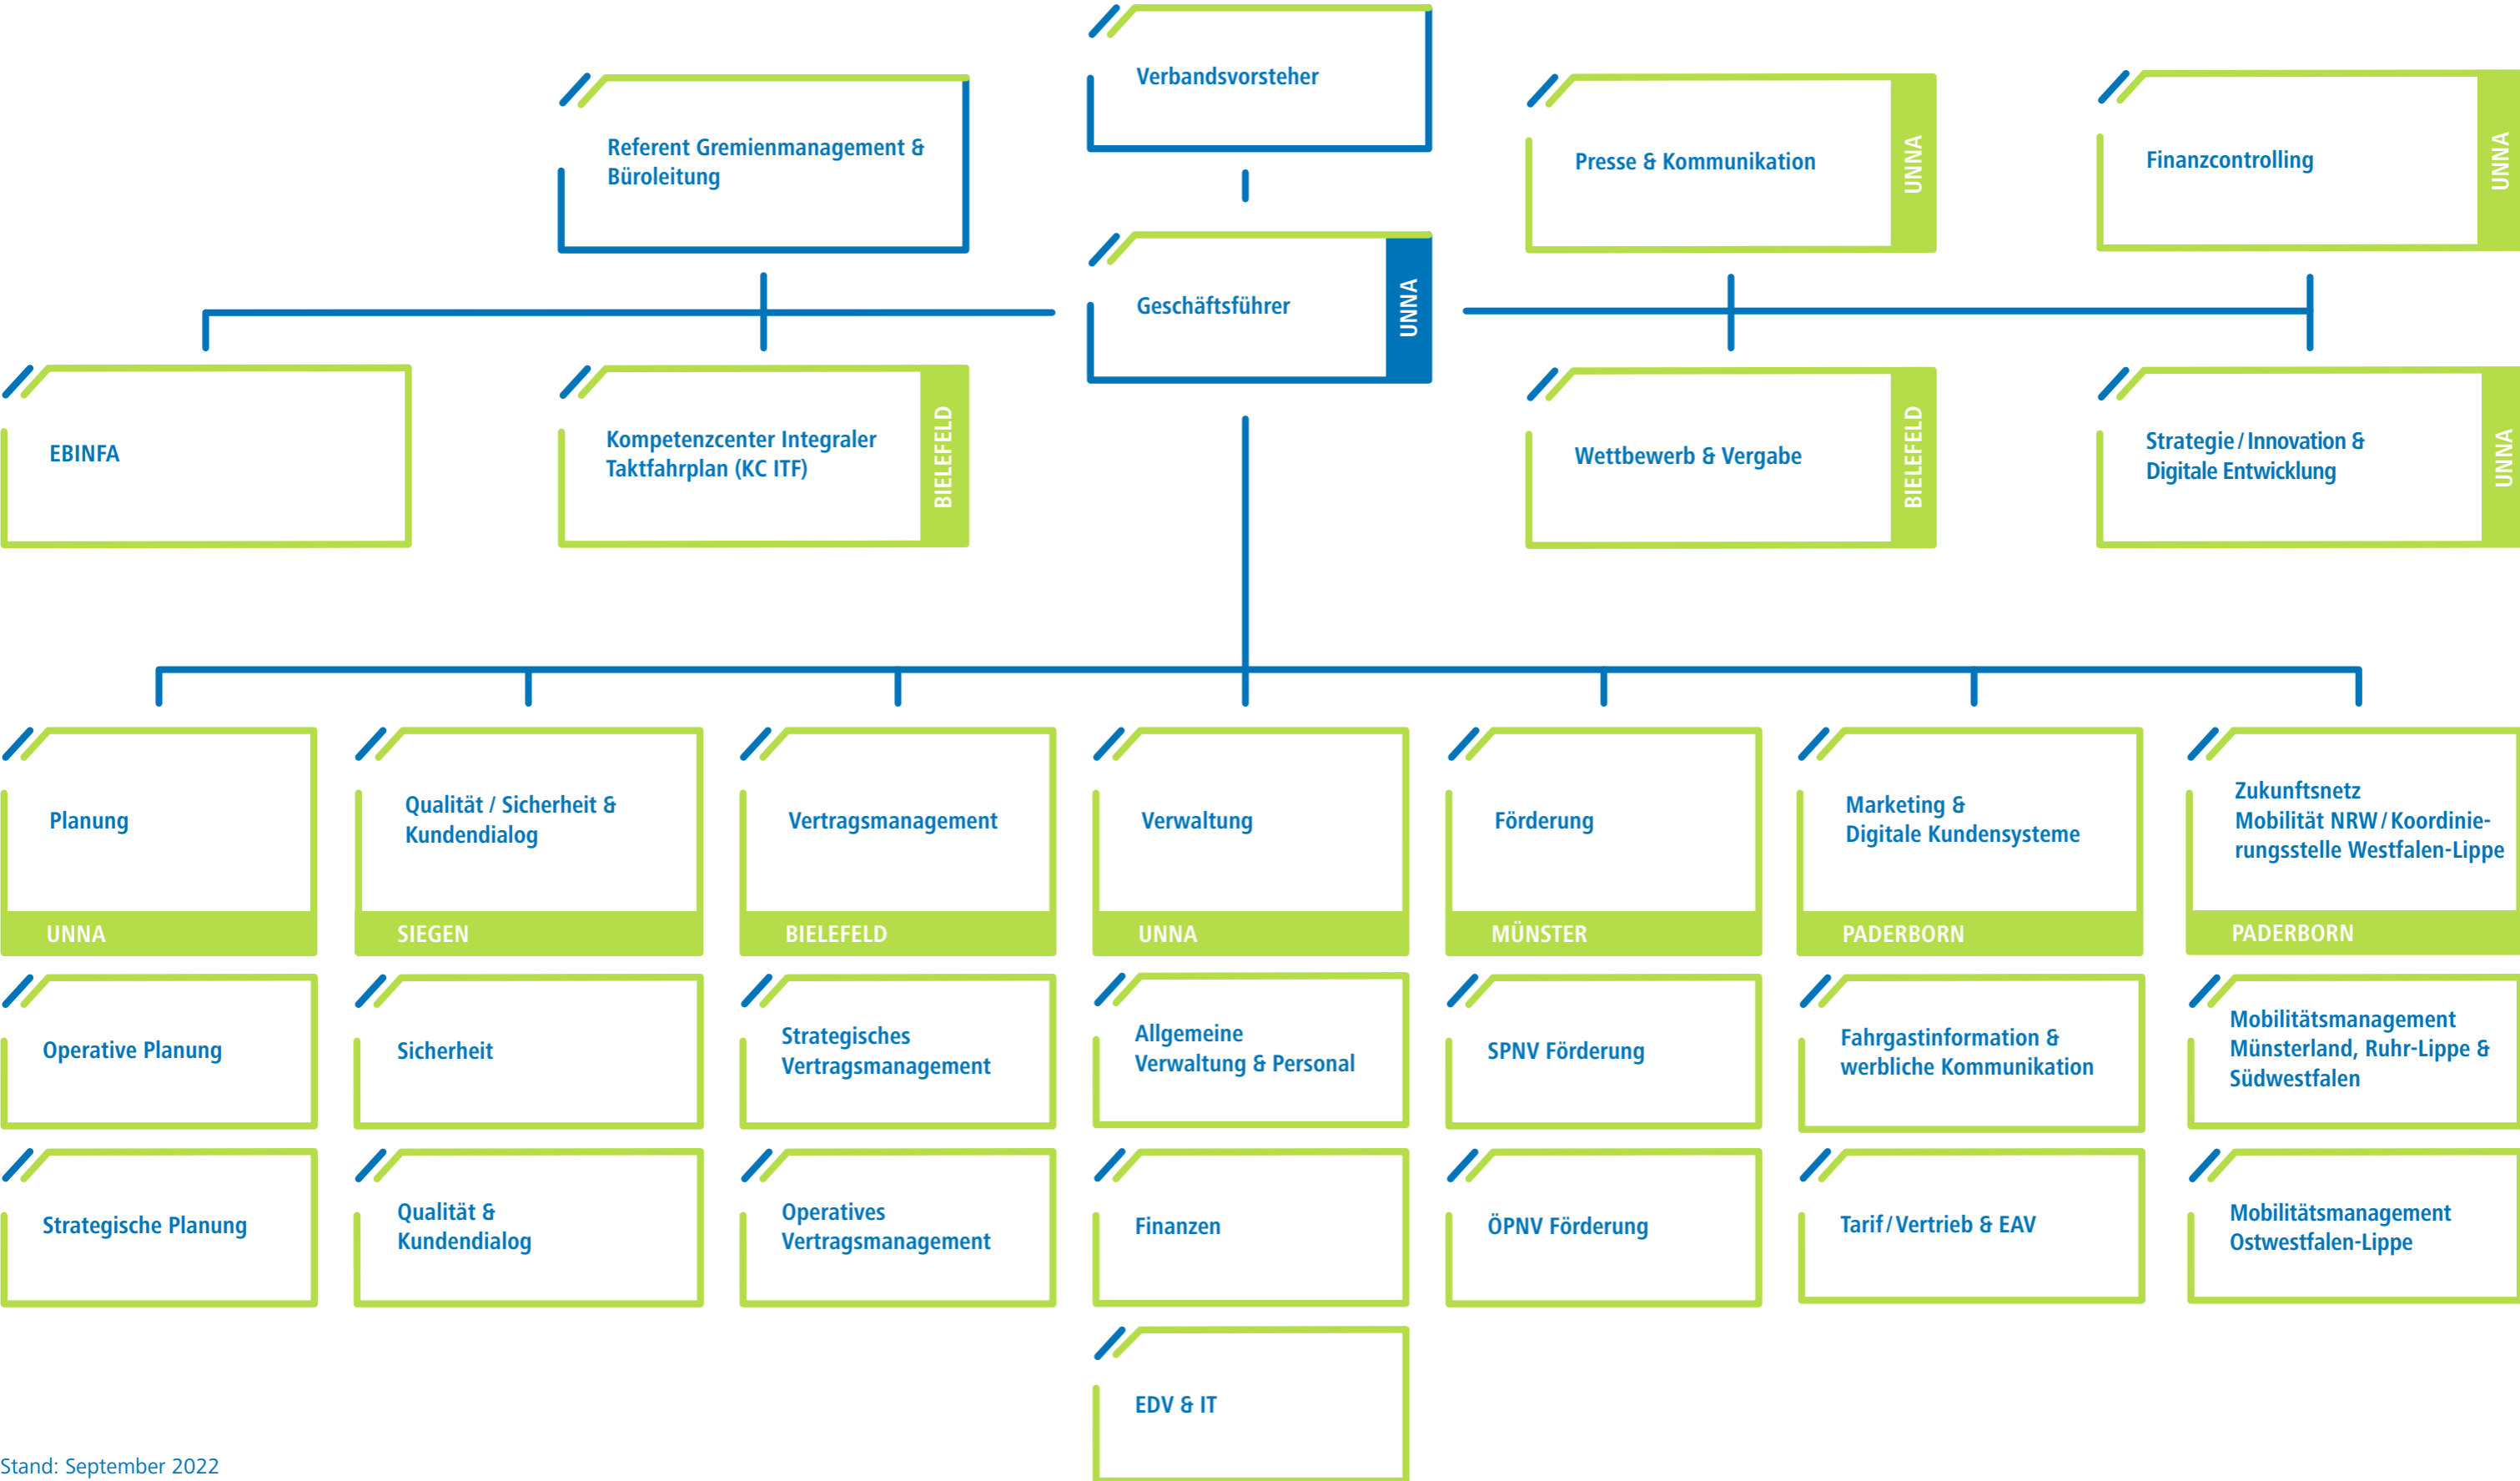 Verbandsvorsteher
Referent Gremienmanagement &
Büroleitung
Presse & Kommunikation
UNNA
Finanzcontrolling
UNNA
Geschäftsführer
UNNA
EBINFA
Kompetenzcenter Integraler
Taktfahrplan (KC ITF)
BIELEFELD
Wettbewerb & Vergabe
BIELEFELD
Strategie / Innovation &
Digitale Entwicklung
UNNA
Planung
UNNA
Qualität / Sicherheit &
Kundendialog
SIEGEN
Vertragsmanagement
BIELEFELD
Verwaltung
UNNA
Förderung
MÜNSTER
Marketing &
Digitale Kundensysteme
PADERBORN
Zukunftsnetz
Mobilität NRW / Koordinie-
rungsstelle Westfalen-Lippe
PADERBORN
Operative Planung
Sicherheit
Strategisches
Vertragsmanagement
Allgemeine
Verwaltung & Personal
SPNV Förderung
Fahrgastinformation &
werbliche Kommunikation
Mobilitätsmanagement
Münsterland, Ruhr-Lippe &
Südwestfalen
Strategische Planung
Qualität &
Kundendialog
Operatives
Vertragsmanagement
Finanzen
ÖPNV Förderung
Tarif / Vertrieb & EAV
Mobilitätsmanagement
Ostwestfalen-Lippe
EDV & IT
Stand: September 2022